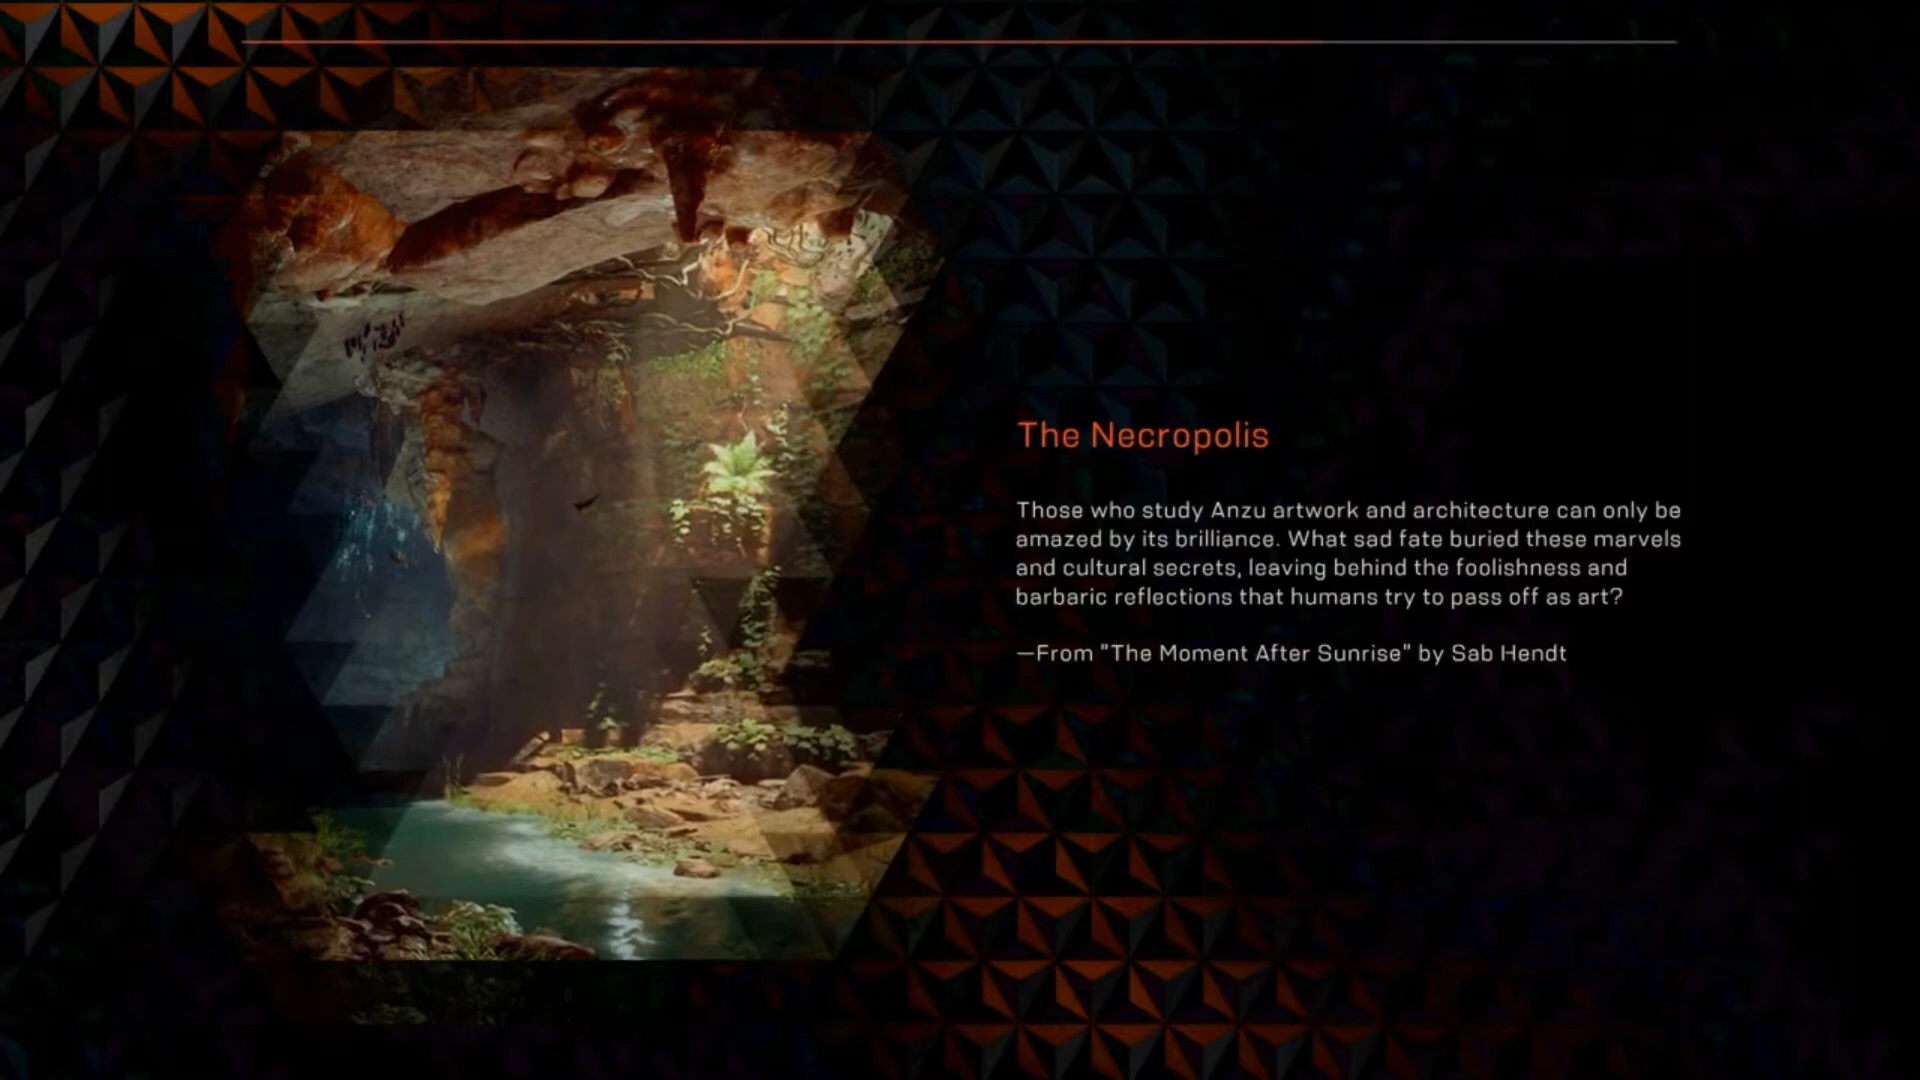 The Necropolis
Those who study Anzu artwork and architecture can only be
amazed by its brilliance. What sad fate buried these marvels
and cultural secrets, leaving behind the foolishness and
barbaric reflections that humans try to pass off as art?
—From "The Moment After Sunrise" by Sab Hendt